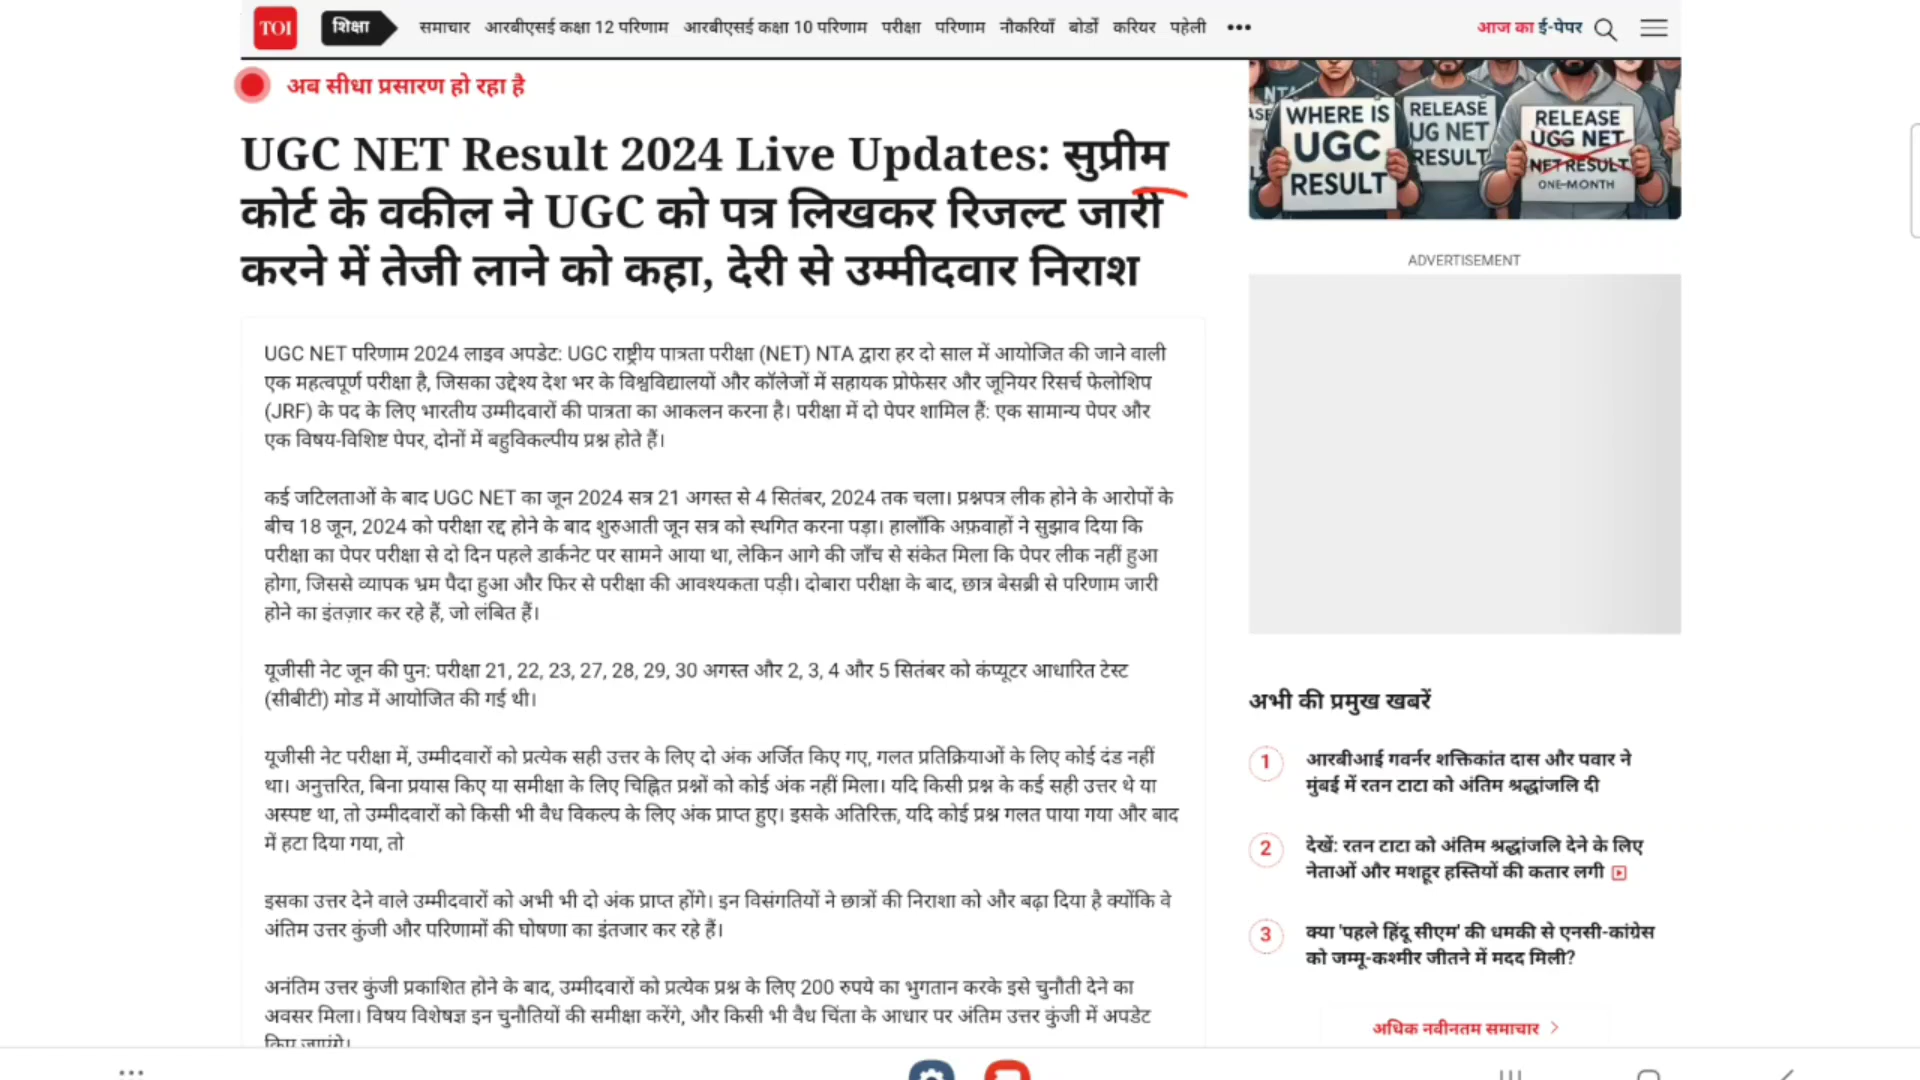 TOI
शिक्षा
समाचार आरबीएसई कक्षा 12 परिणाम आरबीएसई कक्षा 10 परिणाम परीक्षा परिणाम नौकरियाँ बोर्डों करियर पहेली •••
आज का ई-पेपर
अब सीधा प्रसारण हो रहा है
UGC NET Result 2024 Live Updates: सुप्रीम
कोर्ट के वकील ने UGC को पत्र लिखकर रिजल्ट जारी
करने में तेजी लाने को कहा, देरी से उम्मीदवार निराश
UGC NET परिणाम 2024 लाइव अपडेट: UGC राष्ट्रीय पात्रता परीक्षा (NET) NTA द्वारा हर दो साल में आयोजित की जाने वाली
एक महत्वपूर्ण परीक्षा है, जिसका उद्देश्य देश भर के विश्वविद्यालयों और कॉलेजों में सहायक प्रोफेसर और जूनियर रिसर्च फेलोशिप
(JRF) के पद के लिए भारतीय उम्मीदवारों की पात्रता का आकलन करना है। परीक्षा में दो पेपर शामिल हैं: एक सामान्य पेपर और
एक विषय-विशिष्ट पेपर, दोनों में बहुविकल्पीय प्रश्न होते हैं।
कई जटिलताओं के बाद UGC NET का जून 2024 सत्र 21 अगस्त से 4 सितंबर, 2024 तक चला। प्रश्नपत्र लीक होने के आरोपों के
बीच 18 जून, 2024 को परीक्षा रद्द होने के बाद शुरुआती जून सत्र को स्थगित करना पड़ा। हालाँकि अफ़वाहों ने सुझाव दिया कि
परीक्षा का पेपर परीक्षा से दो दिन पहले डार्कनेट पर सामने आया था, लेकिन आगे की जाँच से संकेत मिला कि पेपर लीक नहीं हुआ
होगा, जिससे व्यापक भ्रम पैदा हुआ और फिर से परीक्षा की आवश्यकता पड़ी। दोबारा परीक्षा के बाद, छात्र बेसब्री से परिणाम जारी
होने का इंतज़ार कर रहे हैं, जो लंबित हैं।
यूजीसी नेट जून की पुन: परीक्षा 21, 22, 23, 27, 28, 29, 30 अगस्त और 2, 3, 4 और 5 सितंबर को कंप्यूटर आधारित टेस्ट
(सीबीटी) मोड में आयोजित की गई थी।
यूजीसी नेट परीक्षा में, उम्मीदवारों को प्रत्येक सही उत्तर के लिए दो अंक अर्जित किए गए, गलत प्रतिक्रियाओं के लिए कोई दंड नहीं
था। अनुत्तरित, बिना प्रयास किए या समीक्षा के लिए चिह्नित प्रश्नों को कोई अंक नहीं मिला। यदि किसी प्रश्न के कई सही उत्तर थे या
अस्पष्ट था, तो उम्मीदवारों को किसी भी वैध विकल्प के लिए अंक प्राप्त हुए। इसके अतिरिक्त, यदि कोई प्रश्न गलत पाया गया और बाद
में हटा दिया गया, तो
इसका उत्तर देने वाले उम्मीदवारों को अभी भी दो अंक प्राप्त होंगे। इन विसंगतियों ने छात्रों की निराशा को और बढ़ा दिया है क्योंकि वे
अंतिम उत्तर कुंजी और परिणामों की घोषणा का इंतजार कर रहे हैं।
अनंतिम उत्तर कुंजी प्रकाशित होने के बाद, उम्मीदवारों को प्रत्येक प्रश्न के लिए 200 रुपये का भुगतान करके इसे चुनौती देने का
अवसर मिला। विषय विशेषज्ञ इन चुनौतियों की समीक्षा करेंगे, और किसी भी वैध चिंता के आधार पर अंतिम उत्तर कुंजी में अपडेट
किए जाएंगे।
NTA
WHERE IS
UGC
RESULT
RELEASE
UG NET
RESULT
RELEASE
UGG NET
NET RESULT
ONE-MONTH
ADVERTISEMENT
अभी की प्रमुख खबरें
1 आरबीआई गवर्नर शक्तिकांत दास और पवार ने
मुंबई में रतन टाटा को अंतिम श्रद्धांजलि दी
2 देखें: रतन टाटा को अंतिम श्रद्धांजलि देने के लिए
नेताओं और मशहूर हस्तियों की कतार लगी
3 क्या 'पहले हिंदू सीएम' की धमकी से एनसी-कांग्रेस
को जम्मू-कश्मीर जीतने में मदद मिली?
अधिक नवीनतम समाचार